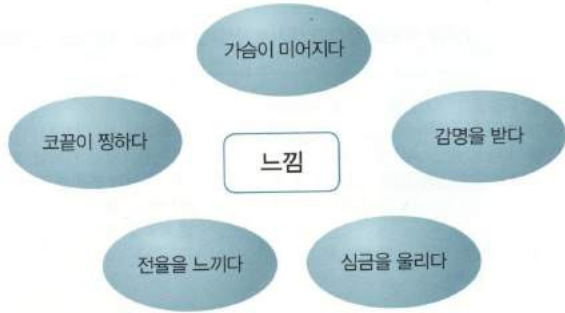 가슴이 미어지다
코끝이 찡하다
감명을 받다
느낌
전율을 느끼다
심금을 울리다